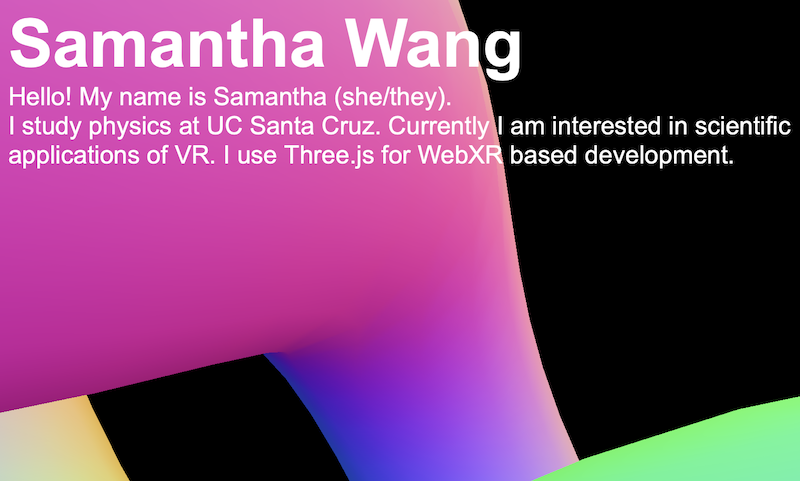 Samantha Wang
Hello! My name is Samantha (she/they).
I study physics at UC Santa Cruz. Currently I am interested in scientific
applications of VR. I use Three.js for WebXR based development.